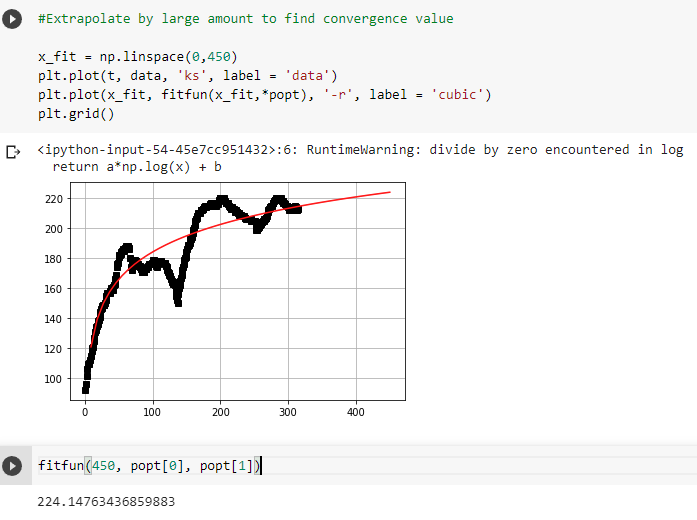 #Extrapolate by large amount to find convergence value
x_fit = np.linspace(0,450)
plt.plot(t, data, 'ks', label = 'data')
plt.plot(x_fit, fitfun(x_fit,*popt), '-r', label = 'cubic')
plt.grid()
<ipython-input-54-45e7cc951432>:6: RuntimeWarning: divide by zero encountered in log
return a*np.log(x) + b
220
200
180
160
140
120
100
0 100 200 300 400
fitfun(450, popt[0], popt[1])
224.14763436859883